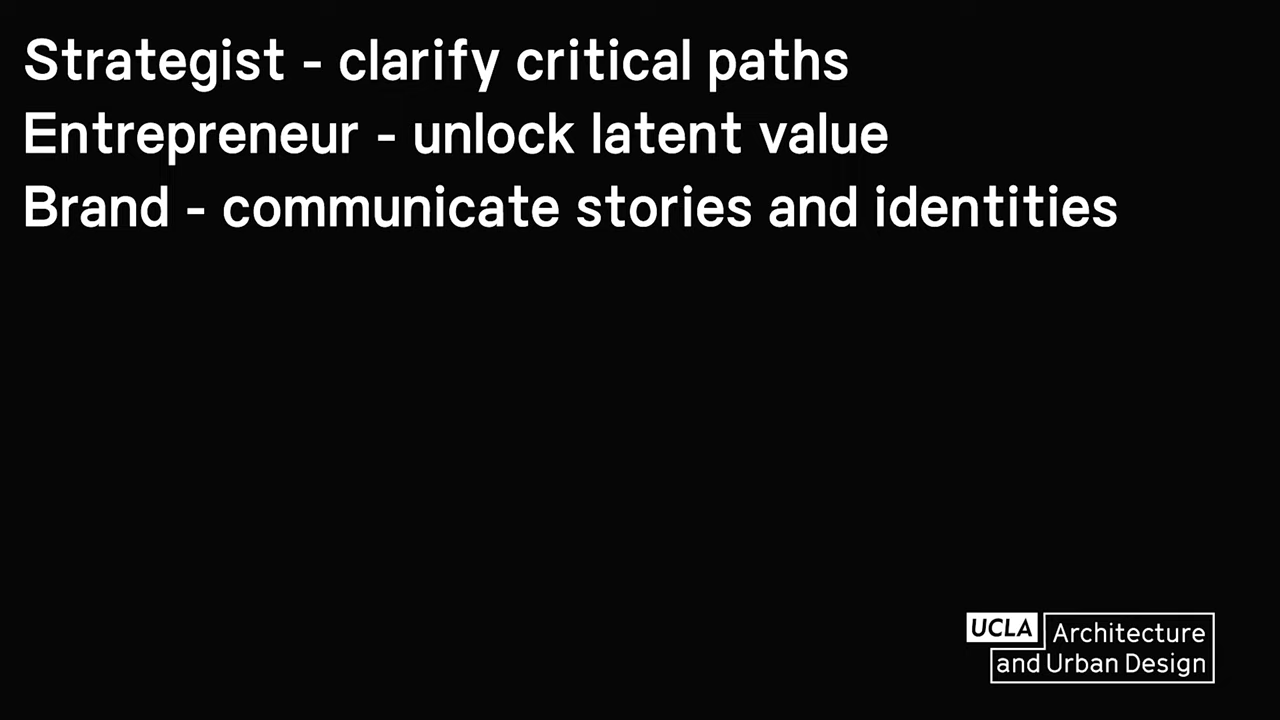 Strategist - clarify critical paths
Entrepreneur - unlock latent value
Brand - communicate stories and identities
UCLA Architecture
and Urban Design